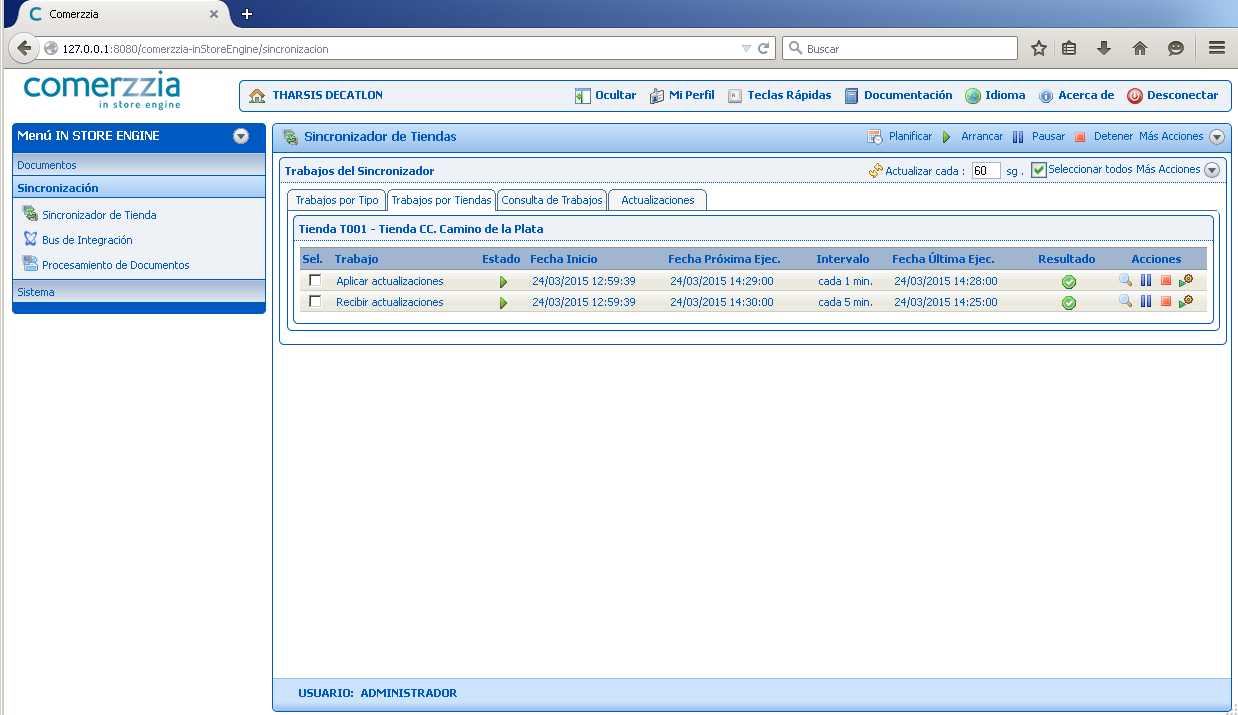 Comerzzia
127.0.0.1:8080/comerzzia-inStoreEngine/sincronizacion
Buscar
comerzzia
in store engine
THARSIS DECATLON
Ocultar Mi Perfil Teclas Rápidas Documentación Idioma Acerca de Desconectar
Menú IN STORE ENGINE
Documentos
Sincronización
Sincronizador de Tienda
Bus de Integración
Procesamiento de Documentos
Sistema
Sincronizador de Tiendas
Planificar Arrancar Pausar Detener Más Acciones
Trabajos del Sincronizador
Actualizar cada : 60 sg . Seleccionar todos Más Acciones
Trabajos por Tipo Trabajos por Tiendas Consulta de Trabajos Actualizaciones
Tienda T001 - Tienda CC. Camino de la Plata
Sel. Trabajo Estado Fecha Inicio Fecha Próxima Ejec. Intervalo Fecha Última Ejec. Resultado Acciones
Aplicar actualizaciones 24/03/2015 12:59:39 24/03/2015 14:29:00 cada 1 min. 24/03/2015 14:28:00
Recibir actualizaciones 24/03/2015 12:59:39 24/03/2015 14:30:00 cada 5 min. 24/03/2015 14:25:00
USUARIO: ADMINISTRADOR